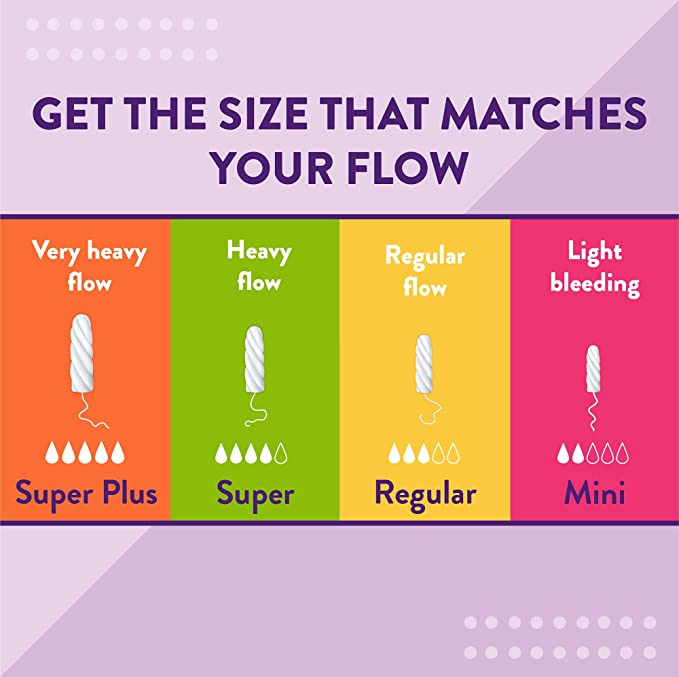 GET THE SIZE THAT MATCHES
YOUR FLOW
Very heavy
flow
Super Plus
Heavy
flow
Super
Regular
flow
Regular
Light
bleeding
Mini